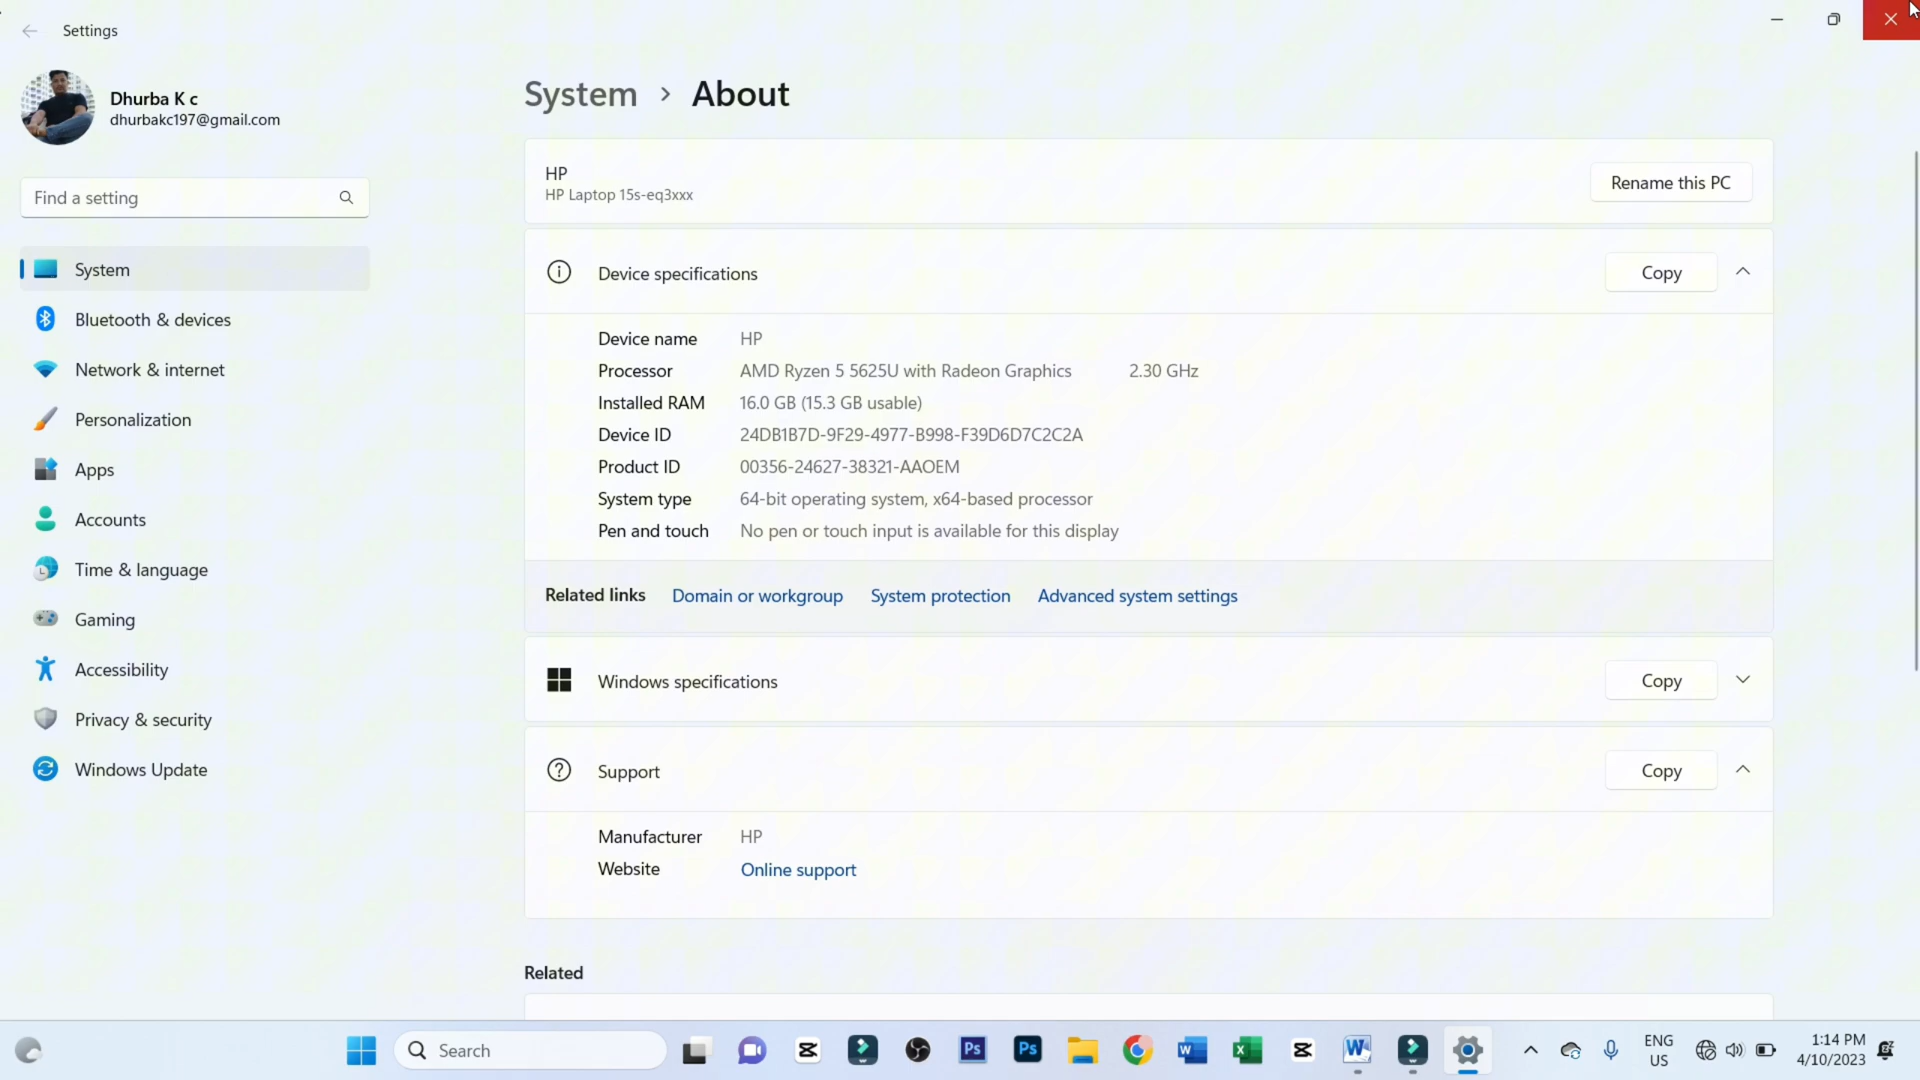 Settings
Dhurba K c
dhurbakc197@gmail.com
Find a setting
System
Bluetooth & devices
Network & internet
Personalization
Apps
Accounts
Time & language
Gaming
Accessibility
Privacy & security
Windows Update
System > About
HP
HP Laptop 15s-eq3xxx
Rename this PC
Device specifications
Copy
Device name HP
Processor AMD Ryzen 5 5625U with Radeon Graphics 2.30 GHz
Installed RAM 16.0 GB (15.3 GB usable)
Device ID 24DB1B7D-9F29-4977-B998-F39D6D7C2C2A
Product ID 00356-24627-38321-AAOEM
System type 64-bit operating system, x64-based processor
Pen and touch No pen or touch input is available for this display
Related links Domain or workgroup System protection Advanced system settings
Windows specifications
Copy
Support
Copy
Manufacturer HP
Website Online support
Related
Search
Ps
Ps
W
X
W
ENG
US
1:14 PM
4/10/2023